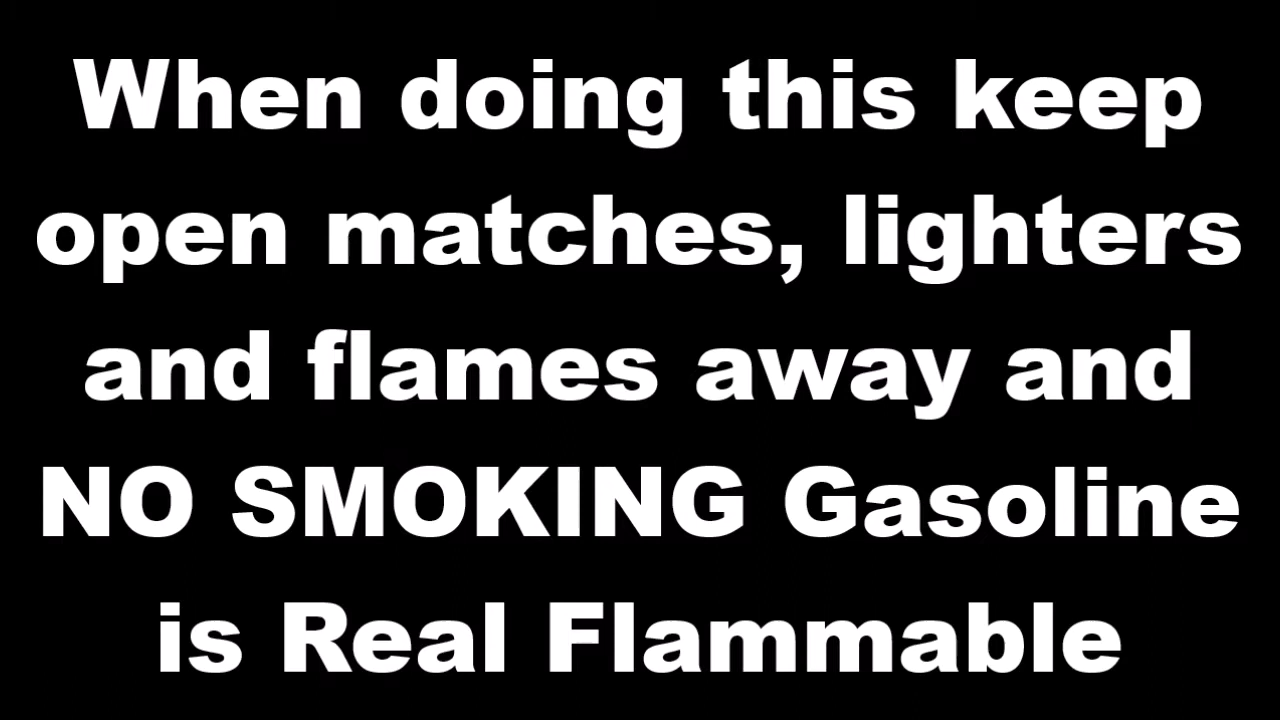 When doing this keep
open matches, lighters
and flames away and
NO SMOKING Gasoline
is Real Flammable